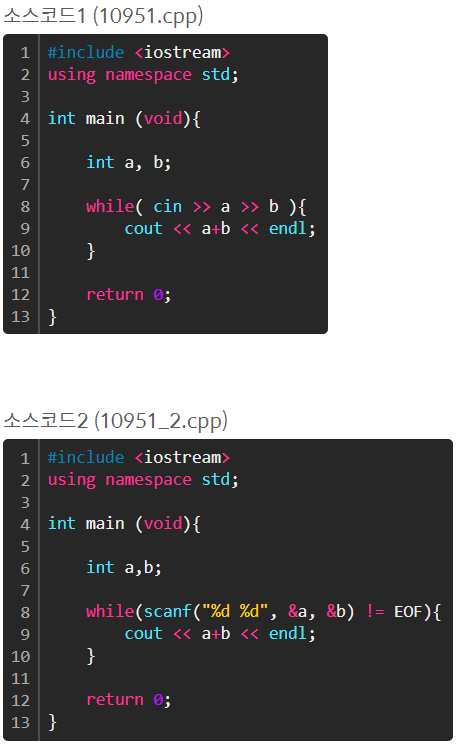 소스코드1 (10951.cpp)
1 #include <iostream>
2 using namespace std;
3
4 int main (void){
5
6     int a, b;
7
8     while( cin >> a >> b ){
9         cout << a+b << endl;
10     }
11
12     return 0;
13 }
소스코드2 (10951_2.cpp)
1 #include <iostream>
2 using namespace std;
3
4 int main (void){
5
6     int a,b;
7
8     while(scanf("%d %d", &a, &b) != EOF){
9         cout << a+b << endl;
10     }
11
12     return 0;
13 }